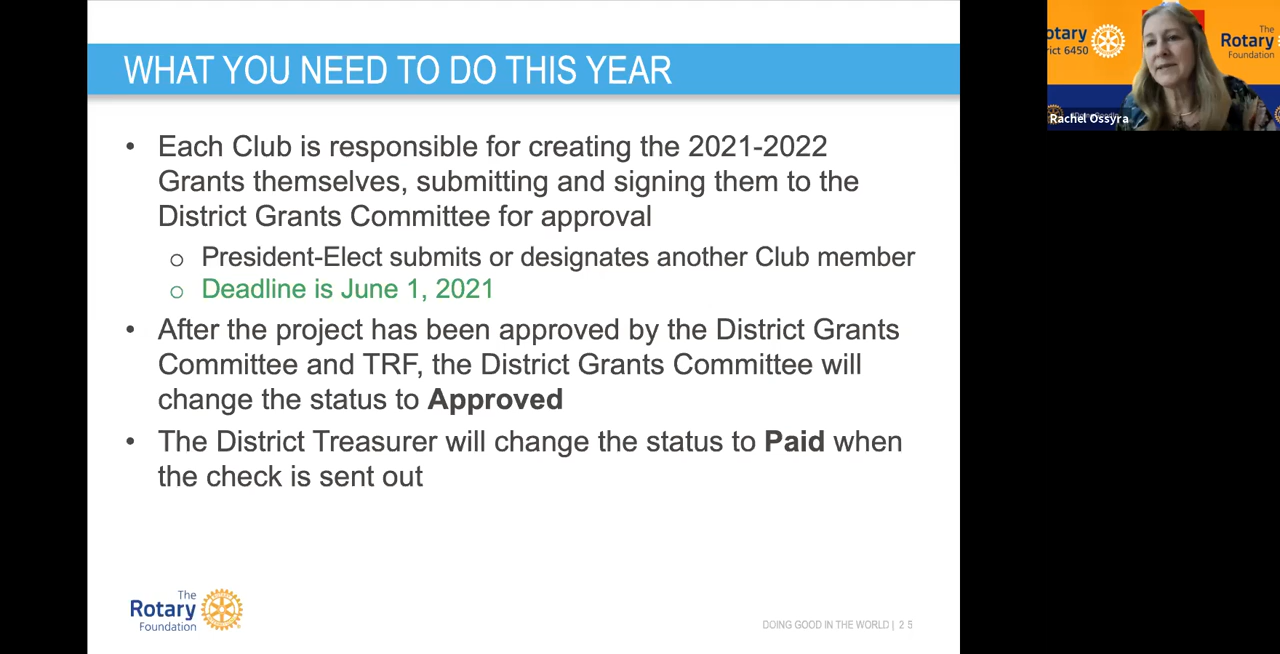 WHAT YOU NEED TO DO THIS YEAR
• Each Club is responsible for creating the 2021-2022
Grants themselves, submitting and signing them to the
District Grants Committee for approval
o President-Elect submits or designates another Club member
o Deadline is June 1, 2021
• After the project has been approved by the District Grants
Committee and TRF, the District Grants Committee will
change the status to Approved
• The District Treasurer will change the status to Paid when
the check is sent out
The
Rotary
Foundation
DOING GOOD IN THE WORLD | 25
otary
rict 6450
The
Rotary
Foundation
Rachel Ossyra